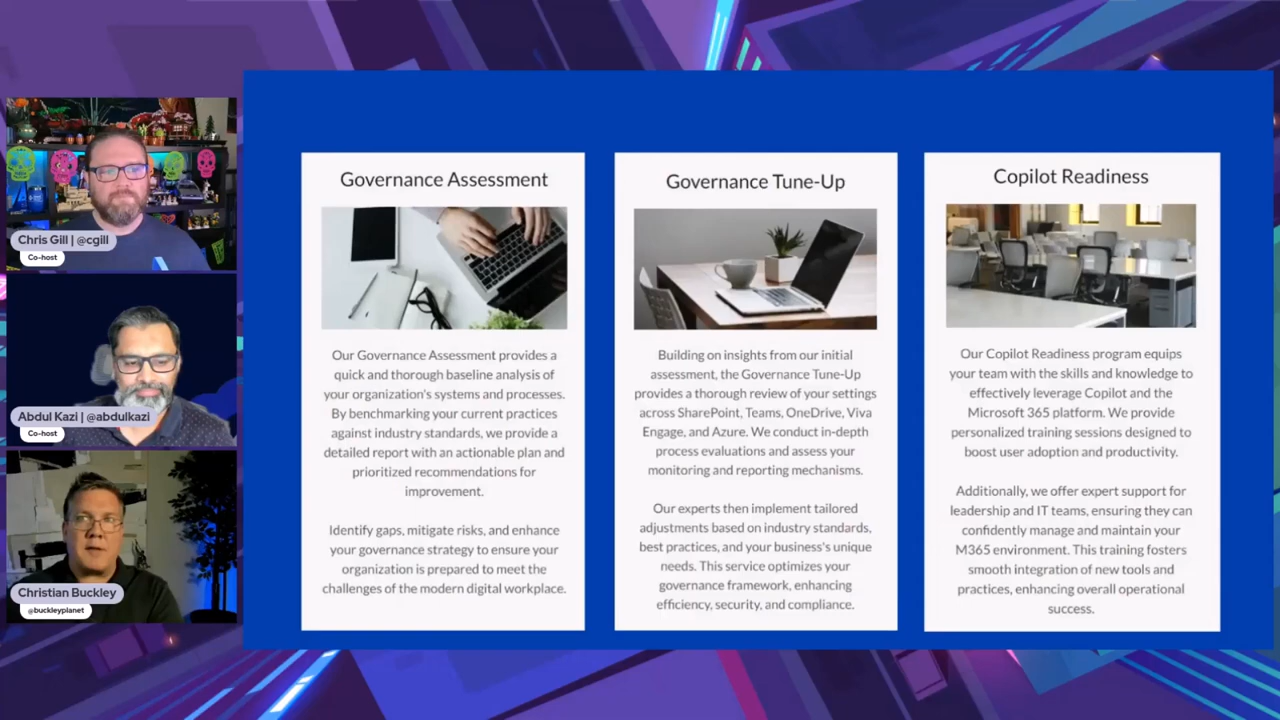 Chris Gill | @cgill
Co-host
Abdul Kazi | @abdulkazi
Co-host
Christian Buckley
@buckleyplanet
Governance Assessment
Our Governance Assessment provides a
quick and thorough baseline analysis of
your organization's systems and processes.
By benchmarking your current practices
against industry standards, we provide a
detailed report with an actionable plan and
prioritized recommendations for
improvement.
Identify gaps, mitigate risks, and enhance
your governance strategy to ensure your
organization is prepared to meet the
challenges of the modern digital workplace.
Governance Tune-Up
Building on insights from our initial
assessment, the Governance Tune-Up
provides a thorough review of your settings
across SharePoint, Teams, OneDrive, Viva
Engage, and Azure. We conduct in-depth
process evaluations and assess your
monitoring and reporting mechanisms.
Our experts then implement tailored
adjustments based on industry standards,
best practices, and your business's unique
needs. This service optimizes your
governance framework, enhancing
efficiency, security, and compliance.
Copilot Readiness
Our Copilot Readiness program equips
your team with the skills and knowledge to
effectively leverage Copilot and the
Microsoft 365 platform. We provide
personalized training sessions designed to
boost user adoption and productivity.
Additionally, we offer expert support for
leadership and IT teams, ensuring they can
confidently manage and maintain your
M365 environment. This training fosters
smooth integration of new tools and
practices, enhancing overall operational
success.